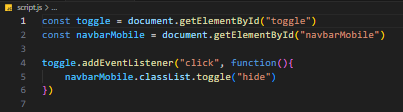 script.js > ...
1 const toggle = document.getElementById("toggle")
2 const navbarMobile = document.getElementById("navbarMobile")
3
4 toggle.addEventListener("click", function(){
5     navbarMobile.classList.toggle("hide")
6 })
7